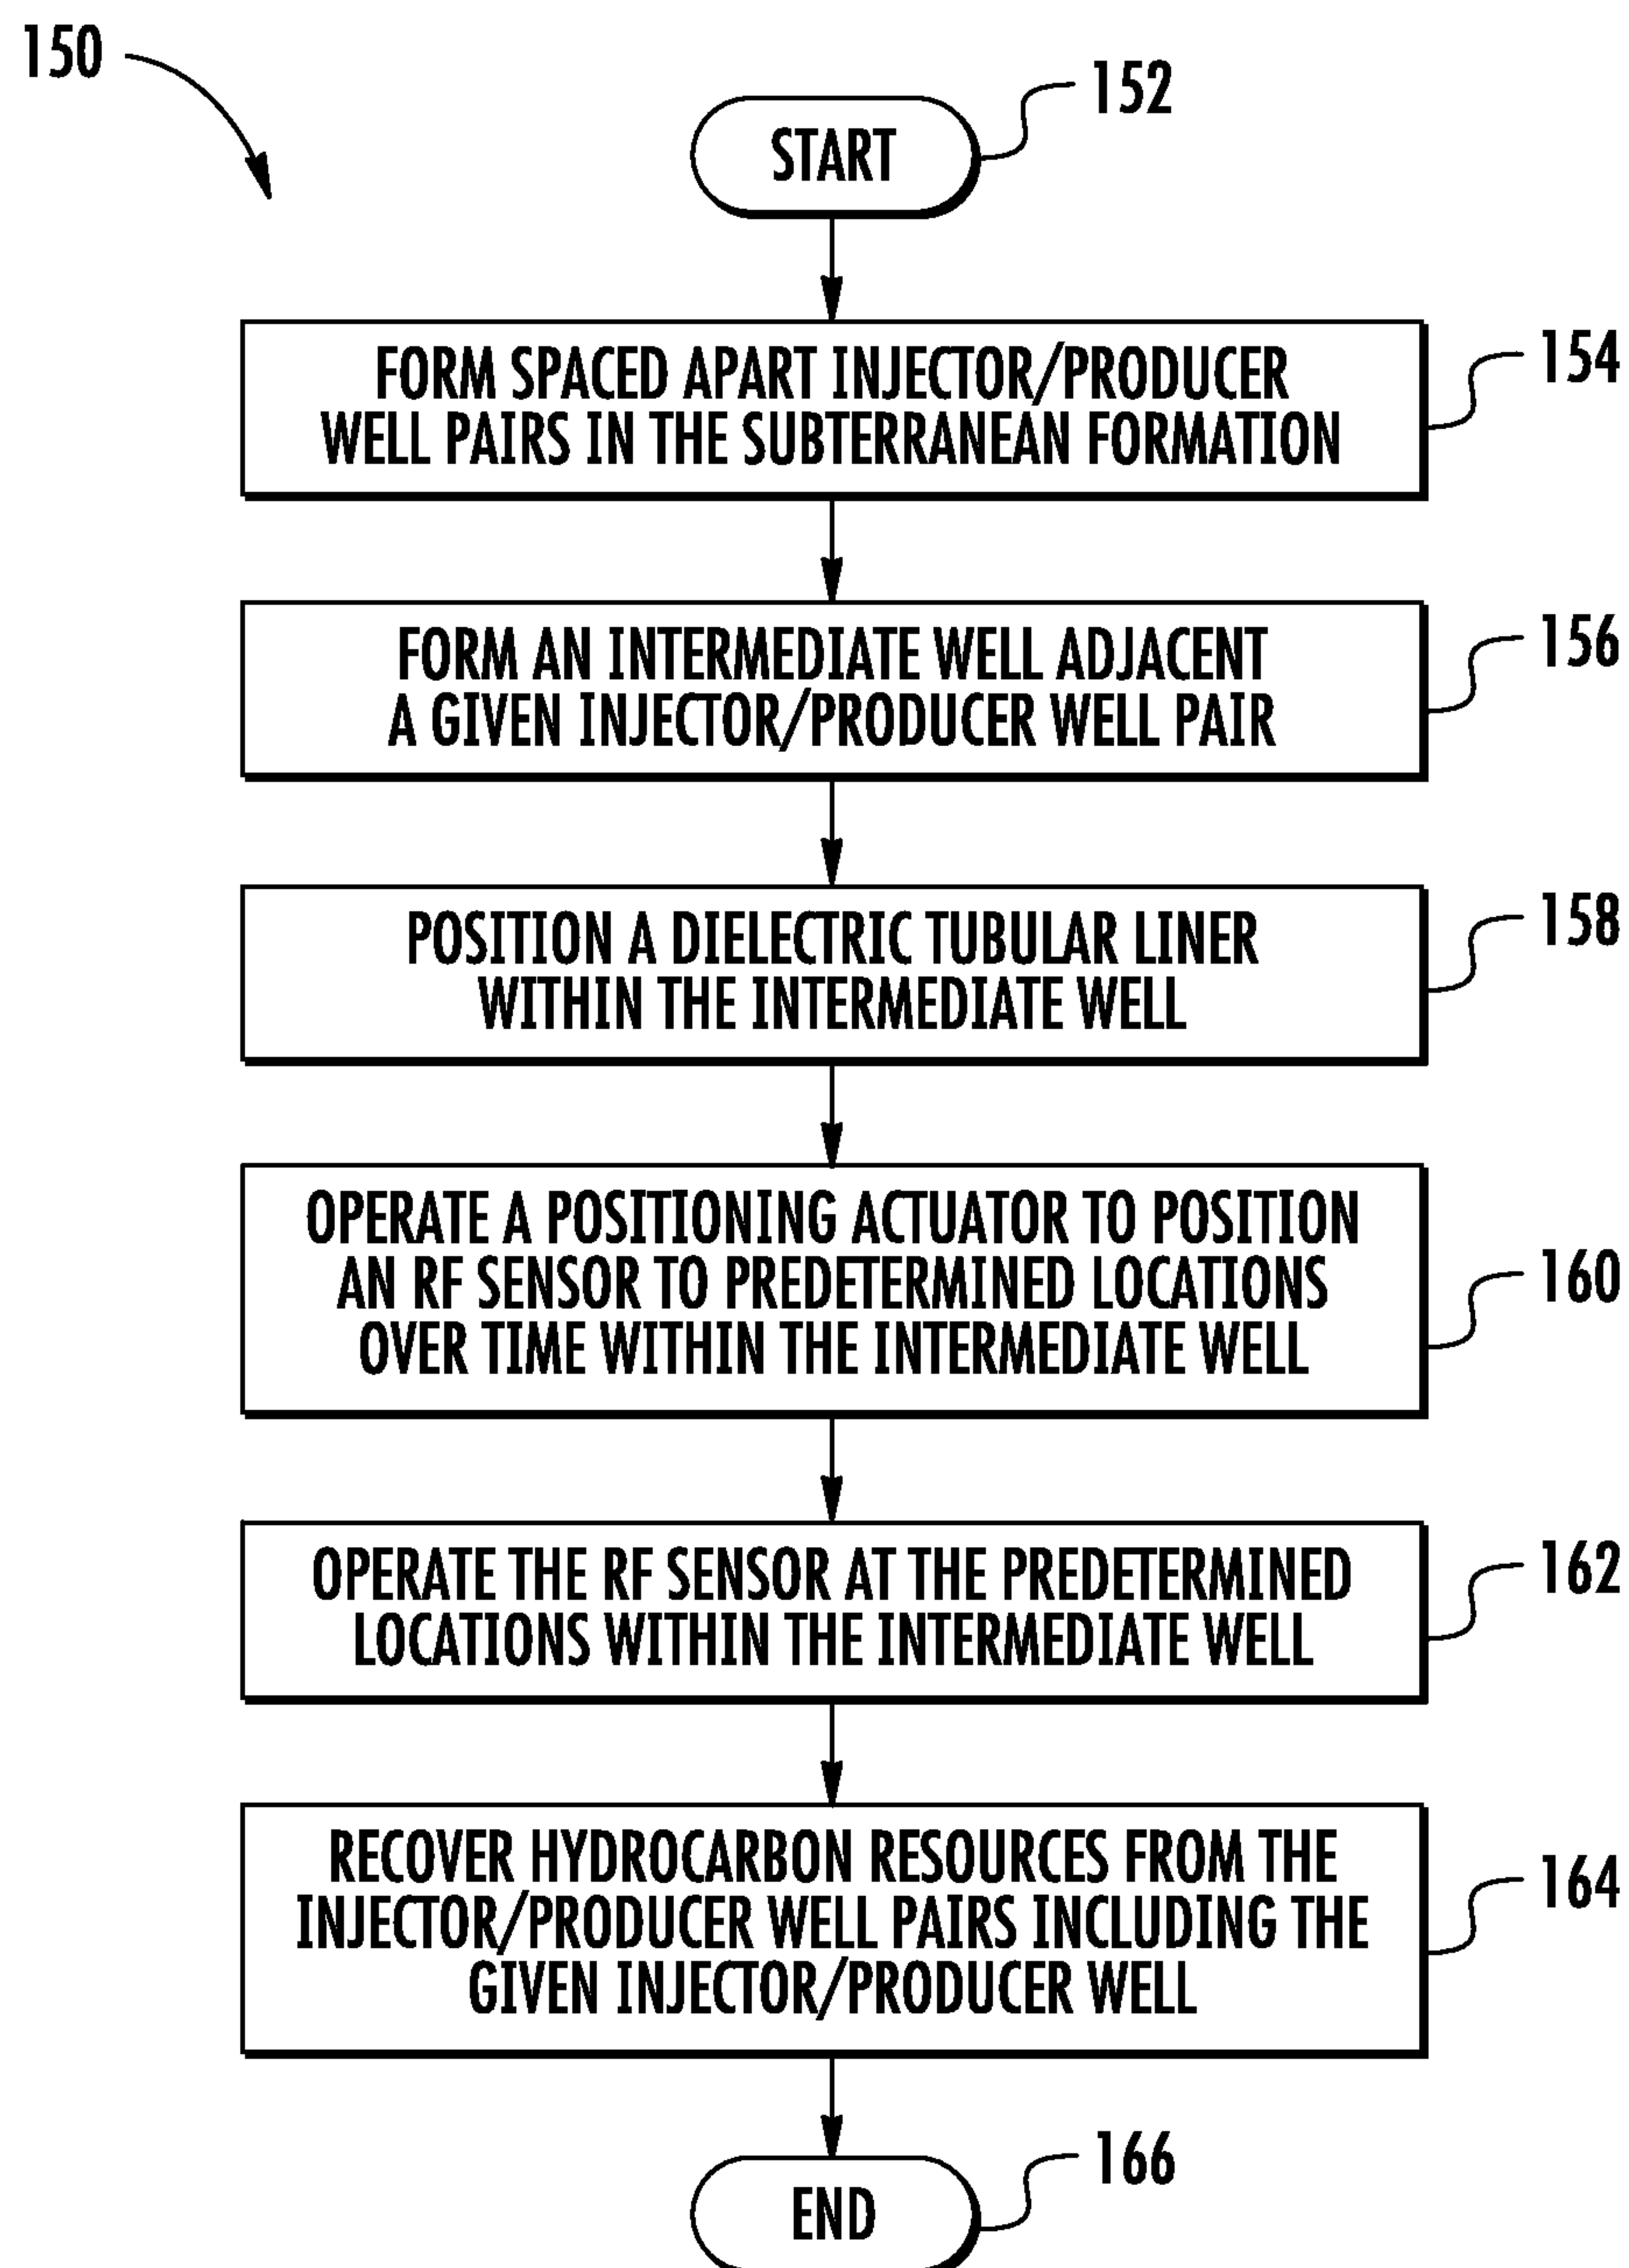 150
152
START
FORM SPACED APART INJECTOR/PRODUCER
WELL PAIRS IN THE SUBTERRANEAN FORMATION
154
FORM AN INTERMEDIATE WELL ADJACENT
A GIVEN INJECTOR/PRODUCER WELL PAIR
156
POSITION A DIELECTRIC TUBULAR LINER
WITHIN THE INTERMEDIATE WELL
158
OPERATE A POSITIONING ACTUATOR TO POSITION
AN RF SENSOR TO PREDETERMINED LOCATIONS
OVER TIME WITHIN THE INTERMEDIATE WELL
160
OPERATE THE RF SENSOR AT THE PREDETERMINED
LOCATIONS WITHIN THE INTERMEDIATE WELL
162
RECOVER HYDROCARBON RESOURCES FROM THE
INJECTOR/PRODUCER WELL PAIRS INCLUDING THE
GIVEN INJECTOR/PRODUCER WELL
164
166
END